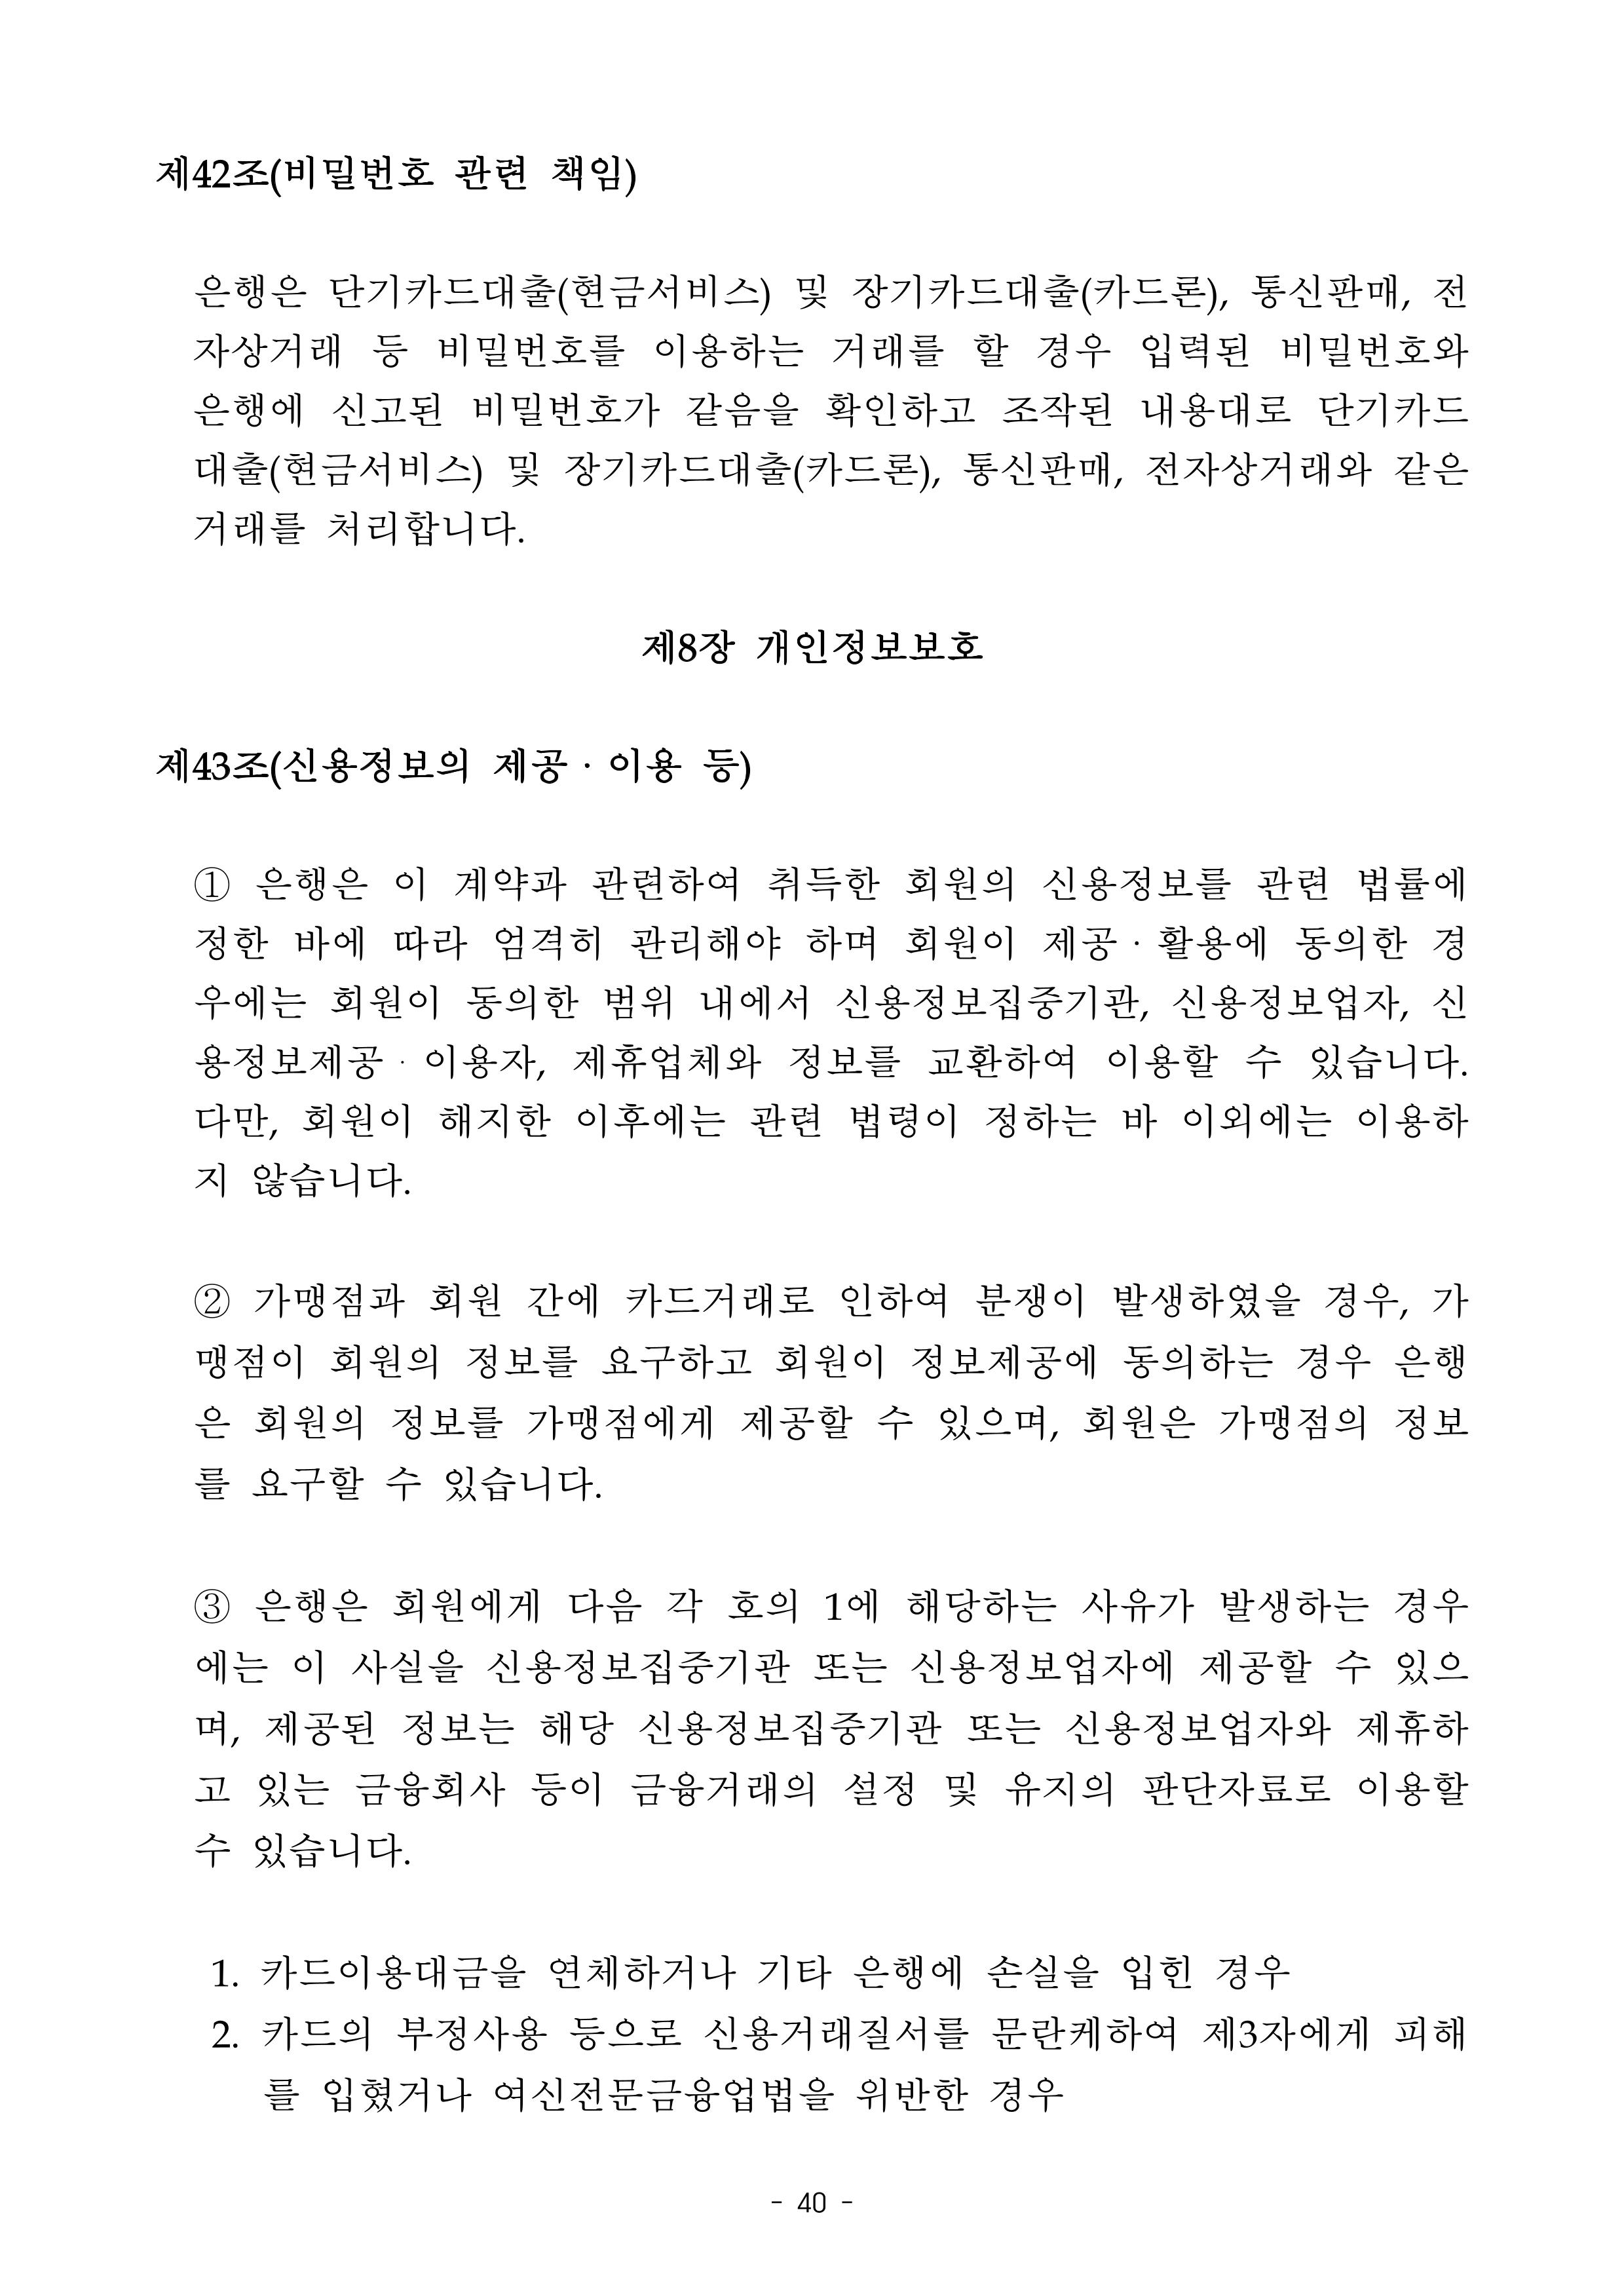 제42조(비밀번호 관련 책임)
은행은 단기카드대출(현금서비스) 및 장기카드대출(카드론), 통신판매, 전
자상거래 등 비밀번호를 이용하는 거래를 할 경우 입력된 비밀번호와
은행에 신고된 비밀번호가 같음을 확인하고 조작된 내용대로 단기카드
대출(현금서비스) 및 장기카드대출(카드론), 통신판매, 전자상거래와 같은
거래를 처리합니다.
제8장 개인정보보호
제43조(신용정보의 제공·이용 등)
① 은행은 이 계약과 관련하여 취득한 회원의 신용정보를 관련 법률에
정한 바에 따라 엄격히 관리해야 하며 회원이 제공·활용에 동의한 경
우에는 회원이 동의한 범위 내에서 신용정보집중기관, 신용정보업자, 신
용정보제공·이용자, 제휴업체와 정보를 교환하여 이용할 수 있습니다.
다만, 회원이 해지한 이후에는 관련 법령이 정하는 바 이외에는 이용하
지 않습니다.
② 가맹점과 회원 간에 카드거래로 인하여 분쟁이 발생하였을 경우, 가
맹점이 회원의 정보를 요구하고 회원이 정보제공에 동의하는 경우 은행
은 회원의 정보를 가맹점에게 제공할 수 있으며, 회원은 가맹점의 정보
를 요구할 수 있습니다.
③ 은행은 회원에게 다음 각 호의 1에 해당하는 사유가 발생하는 경우
에는 이 사실을 신용정보집중기관 또는 신용정보업자에 제공할 수 있으
며, 제공된 정보는 해당 신용정보집중기관 또는 신용정보업자와 제휴하
고 있는 금융회사 등이 금융거래의 설정 및 유지의 판단자료로 이용할
수 있습니다.
1. 카드이용대금을 연체하거나 기타 은행에 손실을 입힌 경우
2. 카드의 부정사용 등으로 신용거래질서를 문란케하여 제3자에게 피해
를 입혔거나 여신전문금융업법을 위반한 경우
- 40 -